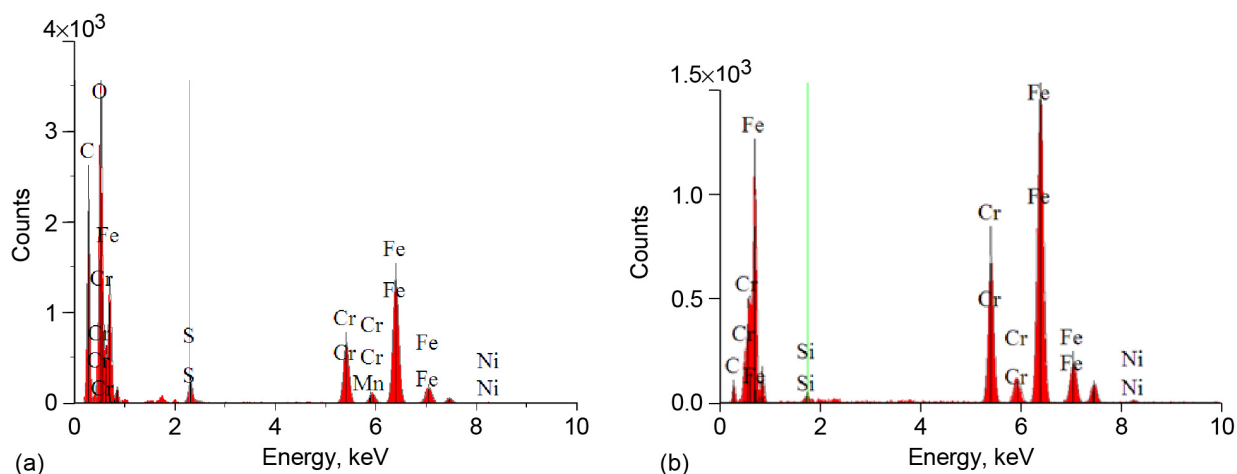 4×10³
3
2
1
0
Counts
C
O
Fe
Cr
Cr
Cr
Cr
S
S
Cr
Cr
Cr
Cr
Mn
Fe
Fe
Fe
Fe
Ni
Ni
0 2 4 6 8 10
(a) Energy, keV
1.5×10³
1.0
0.5
0.0
Counts
Fe
Cr
Cr
C
Fe
Si
Si
Cr
Cr
Cr
Cr
Fe
Fe
Fe
Fe
Ni
Ni
0 2 4 6 8 10
(b) Energy, keV